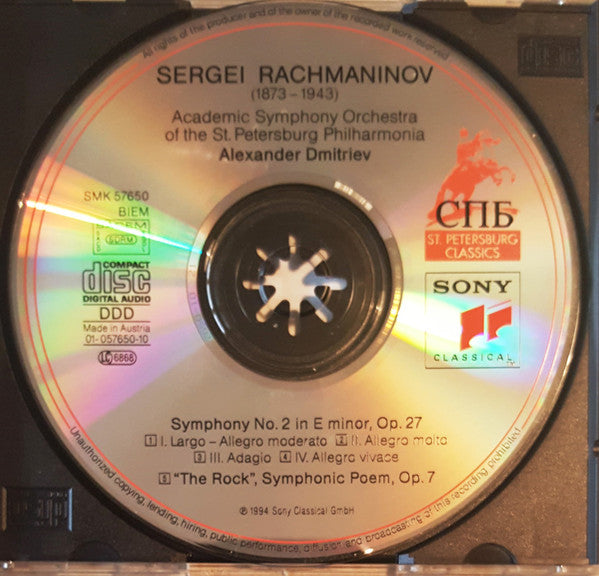 All rights of the producer and of the owner of the recorded work reserved
SERGEI RACHMANINOV
(1873 – 1943)
Academic Symphony Orchestra
of the St. Petersburg Philharmonia
Alexander Dmitriev
SMK 57650
BIEM
SDRM
COMPACT
disc
DIGITAL AUDIO
DDD
Made in Austria
01-057650-10
LC 6868
СПБ
ST. PETERSBURG
CLASSICS
SONY
CLASSICAL
Symphony No. 2 in E minor, Op. 27
1 I. Largo – Allegro moderato 2 II. Allegro molto
3 III. Adagio 4 IV. Allegro vivace
5 "The Rock", Symphonic Poem, Op. 7
℗ 1994 Sony Classical GmbH
Unauthorized copying, lending, hiring, public performance, diffusion and broadcasting of this recording prohibited